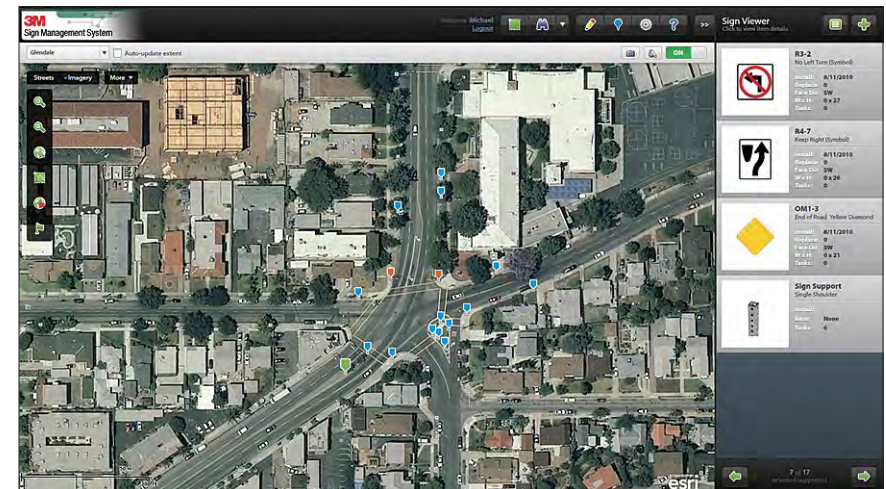 3M
Sign Management System
Welcome Michael
Logout
>>
Sign Viewer
Click to view item details
Glendale
Auto-update extent
ON
Streets
Imagery
More
R3-2
No Left Turn (Symbol)
Install: 8/11/2010
Replace: 0
Face Dir: SW
W x H: 0 x 27
Tasks: 0
R4-7
Keep Right (Symbol)
Install: 8/11/2010
Replace: 0
Face Dir: SW
W x H: 0 x 26
Tasks: 0
OM1-3
End of Road Yellow Diamond
Install: 8/11/2010
Replace: 0
Face Dir: SW
W x H: 0 x 21
Tasks: 0
Sign Support
Single Shoulder
Install:
Base: None
Tasks: 0
esri
7 of 17
selected support(s)